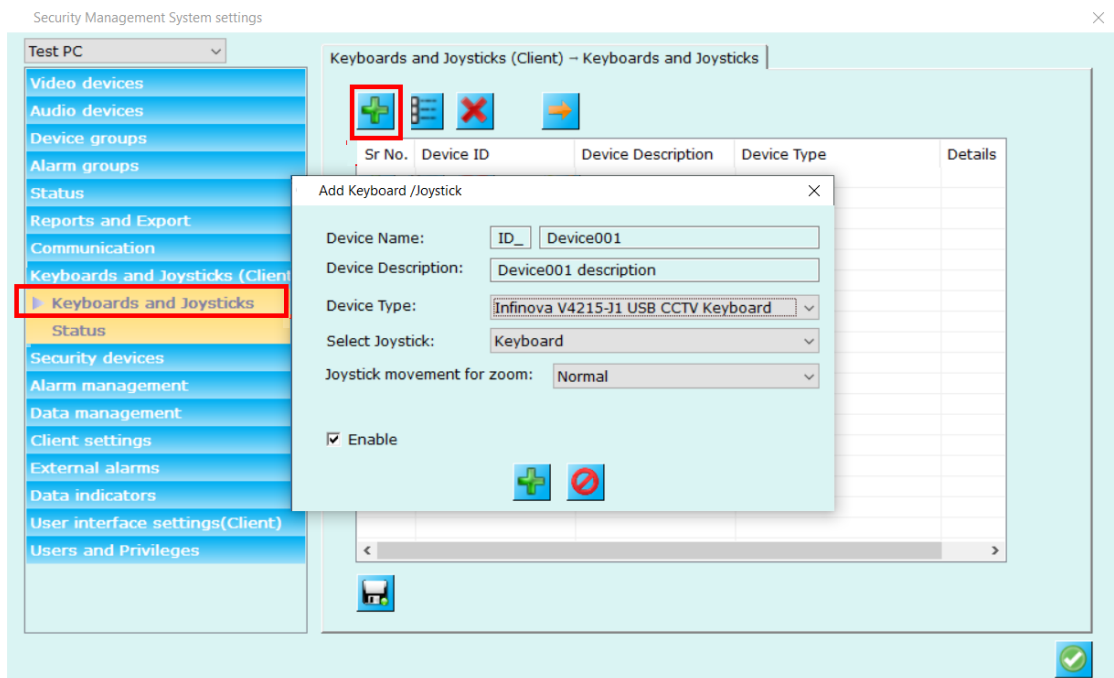 Security Management System settings
Test PC
Keyboards and Joysticks (Client) → Keyboards and Joysticks
Video devices
Audio devices
Device groups
Alarm groups
Status
Reports and Export
Communication
Keyboards and Joysticks (Client
Keyboards and Joysticks
Status
Security devices
Alarm management
Data management
Client settings
External alarms
Data indicators
User interface settings(Client)
Users and Privileges
Sr No. Device ID Device Description Device Type Details
Add Keyboard /Joystick
Device Name: ID_ Device001
Device Description: Device001 description
Device Type: Infinova V4215-J1 USB CCTV Keyboard
Select Joystick: Keyboard
Joystick movement for zoom: Normal
Enable